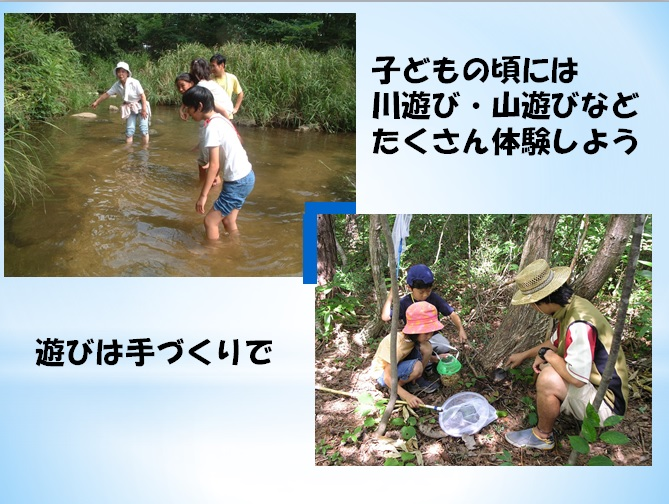 子どもの頃には
川遊び・山遊びなど
たくさん体験しよう
遊びは手づくりで